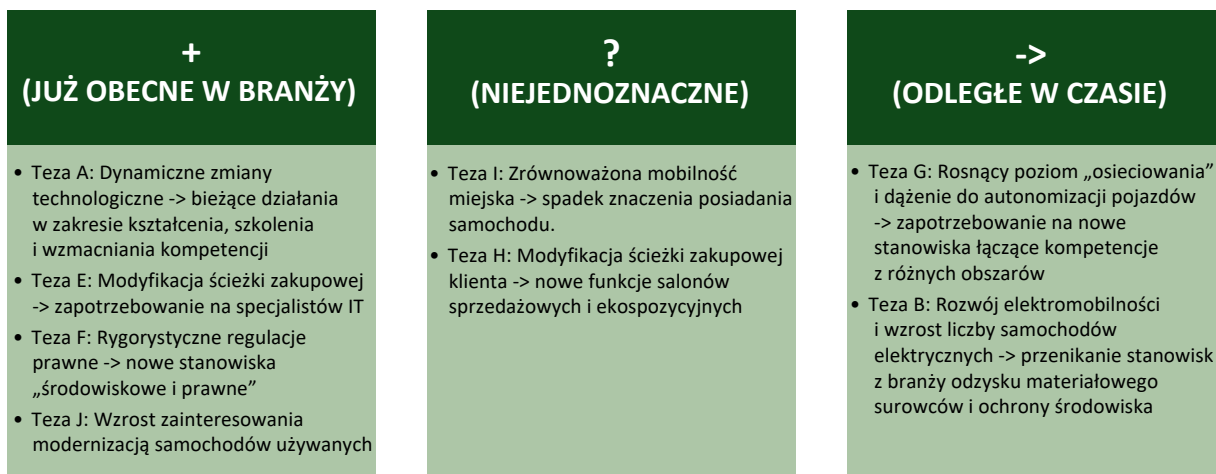 +
(JUŻ OBECNE W BRANŻY)
• Teza A: Dynamiczne zmiany
technologiczne -> bieżące działania
w zakresie kształcenia, szkolenia
i wzmacniania kompetencji
• Teza E: Modyfikacja ścieżki zakupowej
-> zapotrzebowanie na specjalistów IT
• Teza F: Rygorystyczne regulacje
prawne -> nowe stanowiska
„środowiskowe i prawne”
• Teza J: Wzrost zainteresowania
modernizacją samochodów używanych
?
(NIEJEDNOZNACZNE)
• Teza I: Zrównoważona mobilność
miejska -> spadek znaczenia posiadania
samochodu.
• Teza H: Modyfikacja ścieżki zakupowej
klienta -> nowe funkcje salonów
sprzedażowych i ekospozycyjnych
->
(ODLEGŁE W CZASIE)
• Teza G: Rosnący poziom „osieciowania”
i dążenie do autonomizacji pojazdów
-> zapotrzebowanie na nowe
stanowiska łączące kompetencje
z różnych obszarów
• Teza B: Rozwój elektromobilności
i wzrost liczby samochodów
elektrycznych -> przenikanie stanowisk
z branży odzysku materiałowego
surowców i ochrony środowiska